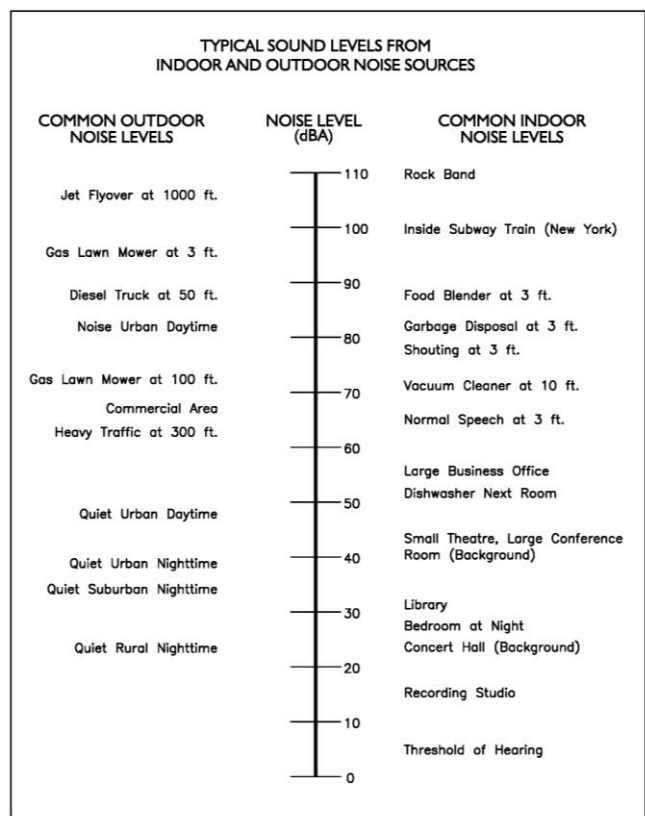 TYPICAL SOUND LEVELS FROM
INDOOR AND OUTDOOR NOISE SOURCES
COMMON OUTDOOR
NOISE LEVELS
NOISE LEVEL
(dBA)
COMMON INDOOR
NOISE LEVELS
110
Rock Band
Jet Flyover at 1000 ft.
100
Inside Subway Train (New York)
Gas Lawn Mower at 3 ft.
90
Diesel Truck at 50 ft.
Food Blender at 3 ft.
Noise Urban Daytime
Garbage Disposal at 3 ft.
80
Shouting at 3 ft.
Gas Lawn Mower at 100 ft.
Vacuum Cleaner at 10 ft.
70
Commercial Area
Normal Speech at 3 ft.
Heavy Traffic at 300 ft.
60
Large Business Office
Dishwasher Next Room
50
Quiet Urban Daytime
Small Theatre, Large Conference
Room (Background)
40
Quiet Urban Nighttime
Quiet Suburban Nighttime
Library
30
Bedroom at Night
Quiet Rural Nighttime
Concert Hall (Background)
20
Recording Studio
10
Threshold of Hearing
0